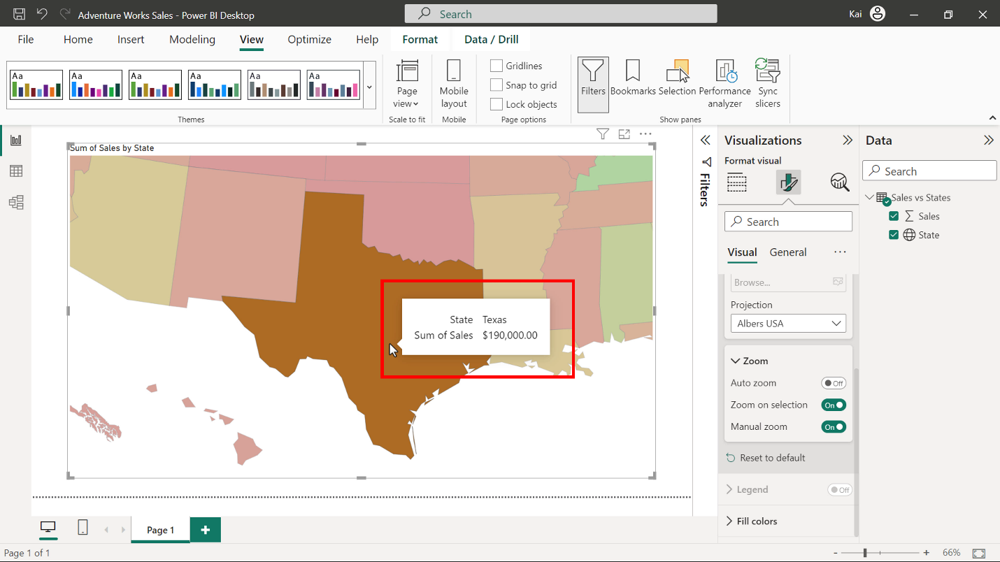 Adventure Works Sales - Power BI Desktop
Search
Kai
File
Home
Insert
Modeling
View
Optimize
Help
Format
Data / Drill
Aa
Aa
Aa
Aa
Aa
Aa
Themes
Page
view
Scale to fit
Mobile
layout
Mobile
Gridlines
Snap to grid
Lock objects
Page options
Filters
Bookmarks
Selection
Performance
analyzer
Sync
slicers
Show panes
Sum of Sales by State
State Texas
Sum of Sales $190,000.00
Filters
Visualizations
Format visual
Search
Visual
General
Browse...
Projection
Albers USA
Zoom
Auto zoom
Off
Zoom on selection
On
Manual zoom
On
Reset to default
Legend
Off
Fill colors
Data
Search
Sales vs States
Sales
State
Page 1
Page 1 of 1
66%